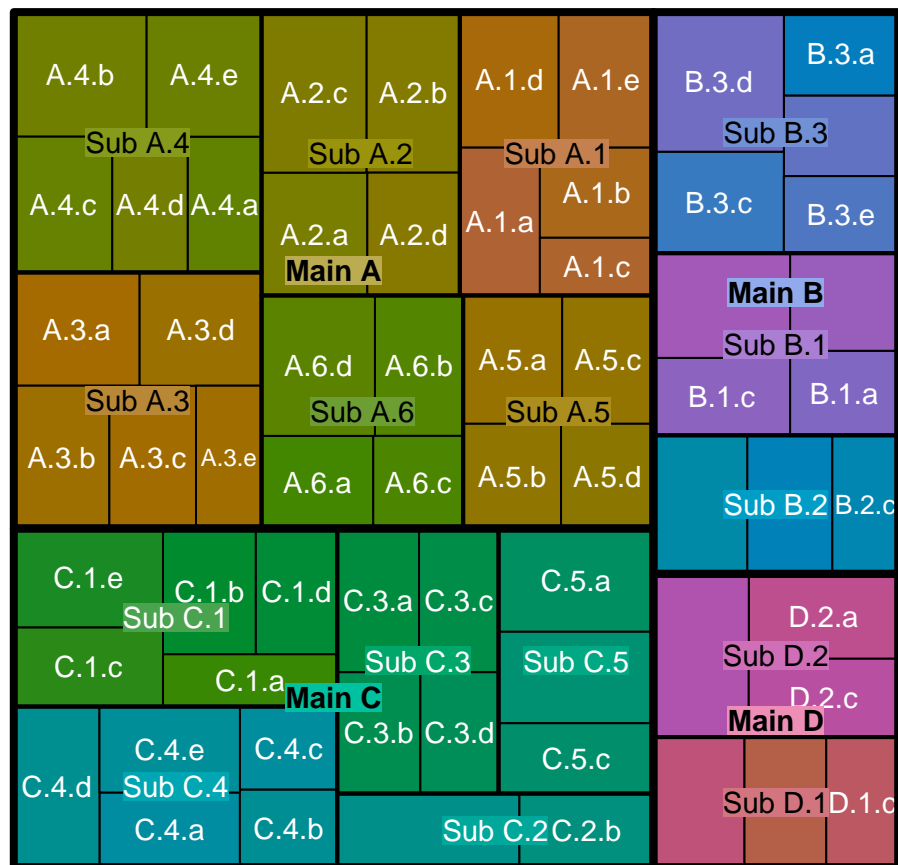 A.4.b
A.4.e
Sub A.4
A.4.c
A.4.d
A.4.a
A.2.c
A.2.b
Sub A.2
A.2.a
A.2.d
Main A
A.1.d
A.1.e
Sub A.1
A.1.a
A.1.b
A.1.c
A.3.a
A.3.d
Sub A.3
A.3.b
A.3.c
A.3.e
A.6.d
A.6.b
Sub A.6
A.6.a
A.6.c
A.5.a
A.5.c
Sub A.5
A.5.b
A.5.d
B.3.d
B.3.a
Sub B.3
B.3.c
B.3.e
Main B
Sub B.1
B.1.c
B.1.a
Sub B.2
B.2.c
C.1.e
C.1.b
C.1.d
Sub C.1
C.1.c
C.1.a
Main C
C.3.a
C.3.c
Sub C.3
C.3.b
C.3.d
C.5.a
Sub C.5
C.5.c
C.4.d
C.4.e
C.4.c
Sub C.4
C.4.a
C.4.b
Sub C.2
C.2.b
D.2.a
Sub D.2
D.2.c
Main D
Sub D.1
D.1.c